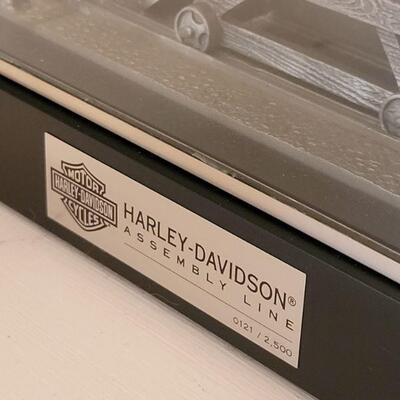 MOTOR
HARLEY-DAVIDSON
CYCLES
HARLEY-DAVIDSON®
ASSEMBLY LINE
0121 / 2,500